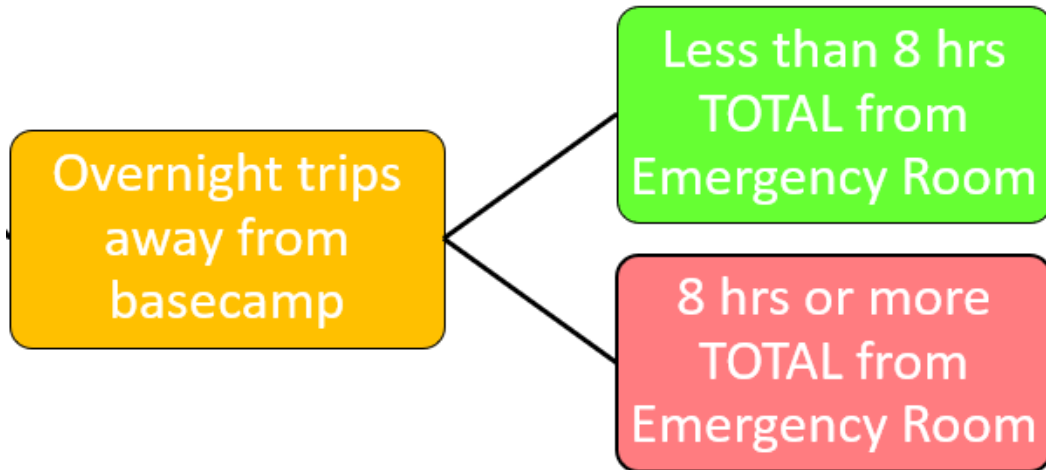 Overnight trips
away from
basecamp
Less than 8 hrs
TOTAL from
Emergency Room
8 hrs or more
TOTAL from
Emergency Room